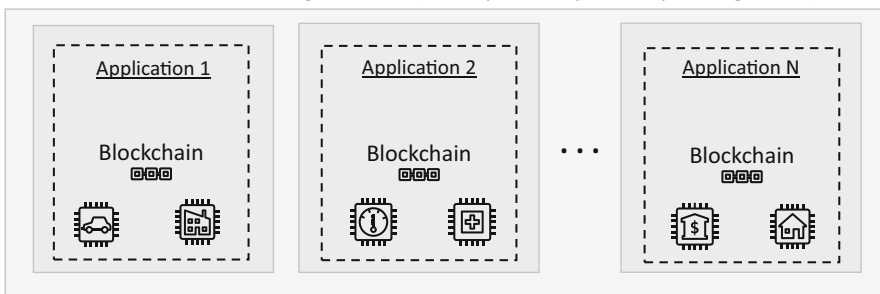 Application 1
Application 2
Application N
Blockchain
Blockchain
. . .
Blockchain
$